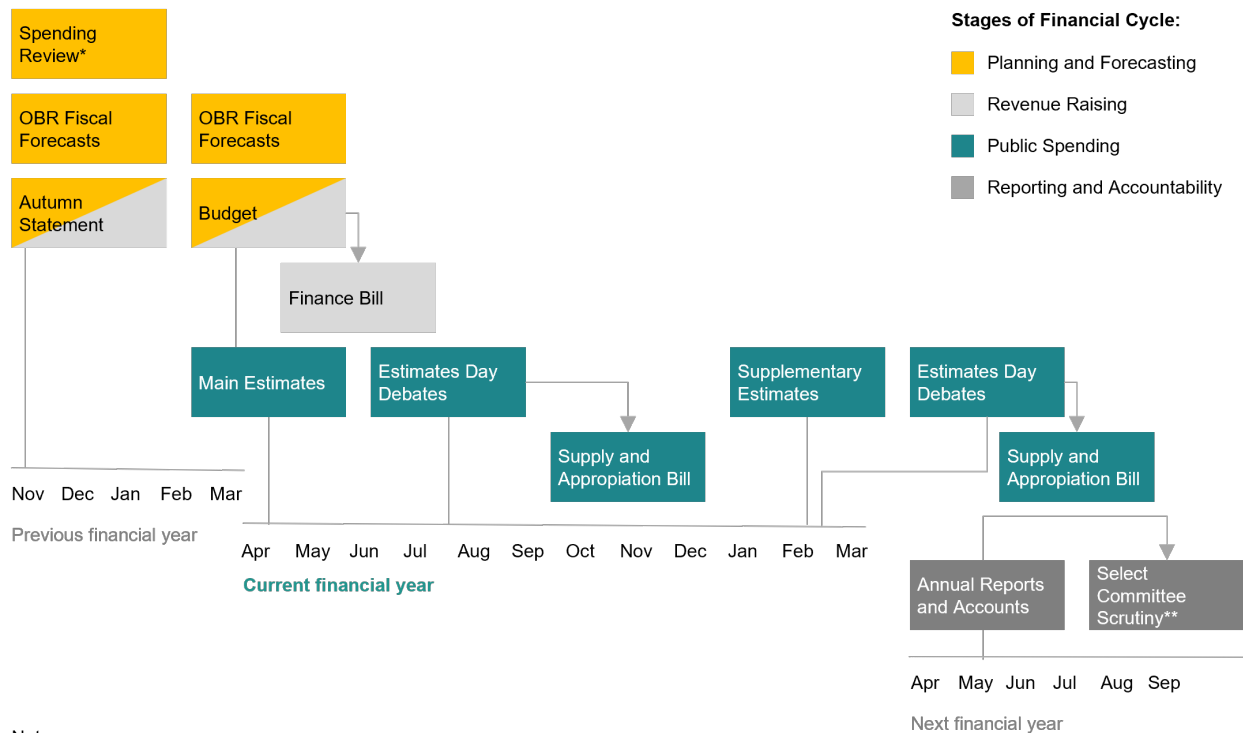 Spending
Review*
OBR Fiscal
Forecasts
OBR Fiscal
Forecasts
Autumn
Statement
Budget
Stages of Financial Cycle:
Planning and Forecasting
Revenue Raising
Public Spending
Reporting and Accountability
Finance Bill
Main Estimates
Estimates Day
Debates
Supply and
Appropiation Bill
Supplementary
Estimates
Estimates Day
Debates
Supply and
Appropiation Bill
Nov Dec Jan Feb Mar
Previous financial year
Apr May Jun Jul Aug Sep Oct Nov Dec Jan Feb Mar
Current financial year
Annual Reports
and Accounts
Select
Committee
Scrutiny**
Apr May Jun Jul Aug Sep
Next financial year